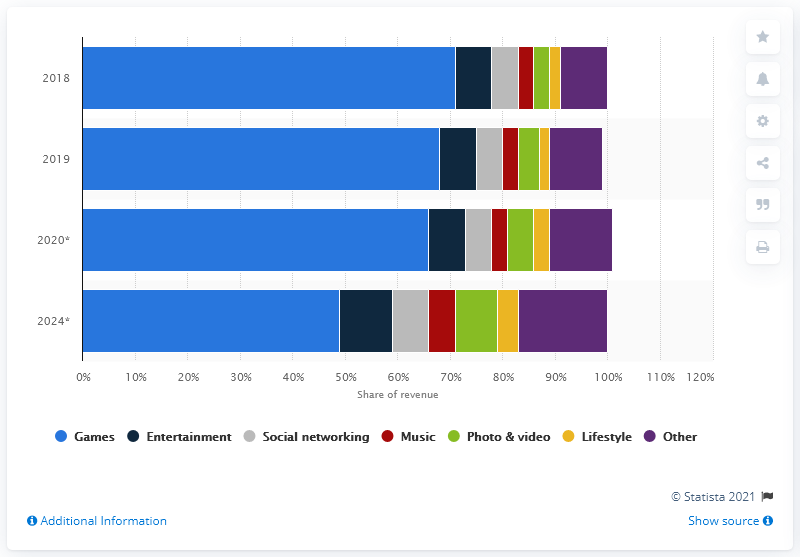 2018
2019
2020*
2024*
0% 10% 20% 30% 40% 50% 60% 70% 80% 90% 100% 110% 120%
Share of revenue
Games Entertainment Social networking Music Photo & video Lifestyle Other
© Statista 2021
Additional Information Show source